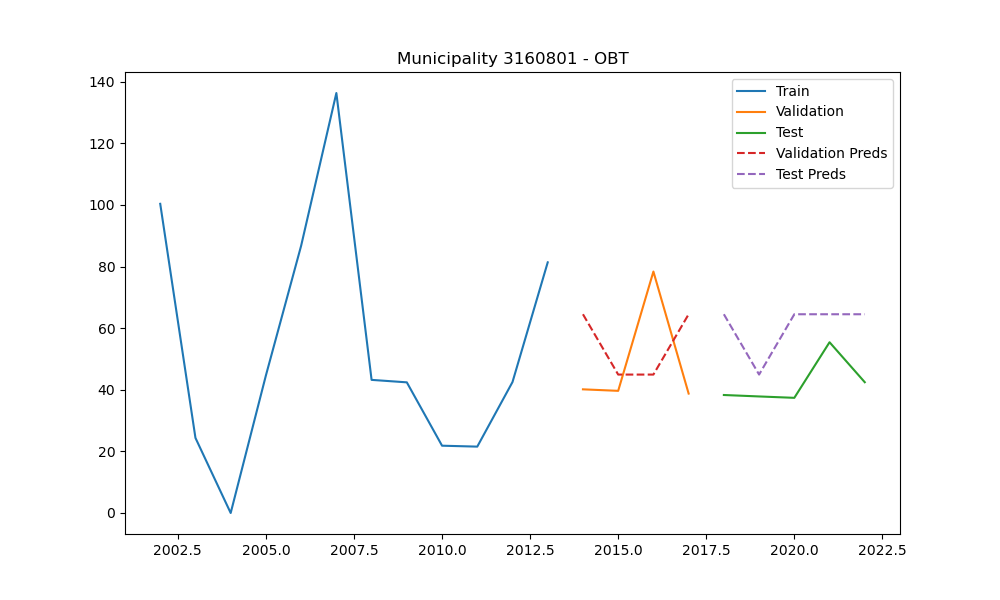 Municipality 3160801 - OBT
140
120
100
80
60
40
20
0
2002.5 2005.0 2007.5 2010.0 2012.5 2015.0 2017.5 2020.0 2022.5
Train
Validation
Test
Validation Preds
Test Preds